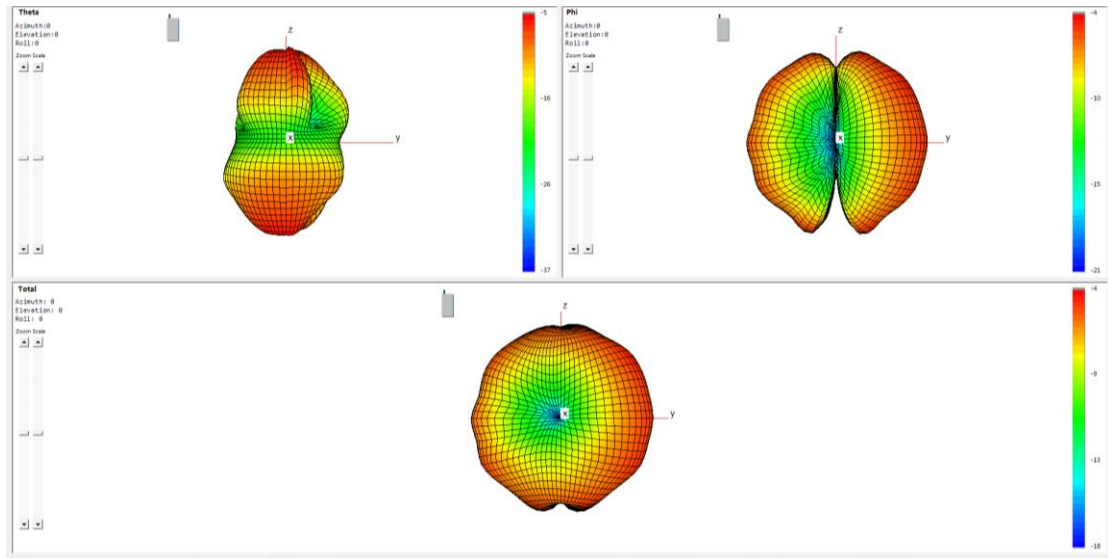 Theta
Azimuth:0
Elevation:0
Roll:0
Zoom Scale
z
x
y
-5
-16
-26
-37
Phi
Azimuth:0
Elevation:0
Roll:0
Zoom Scale
z
x
y
-4
-10
-15
-21
Total
Azimuth: 0
Elevation: 0
Roll: 0
Zoom Scale
z
x
y
-4
-9
-13
-18